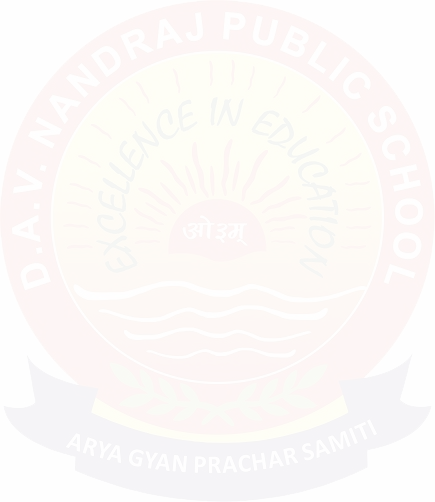 D.A.V. NANDRAJ PUBLIC SCHOOL
EXCELLENCE IN EDUCATION
ओ३म्
ARYA GYAN PRACHAR SAMITI